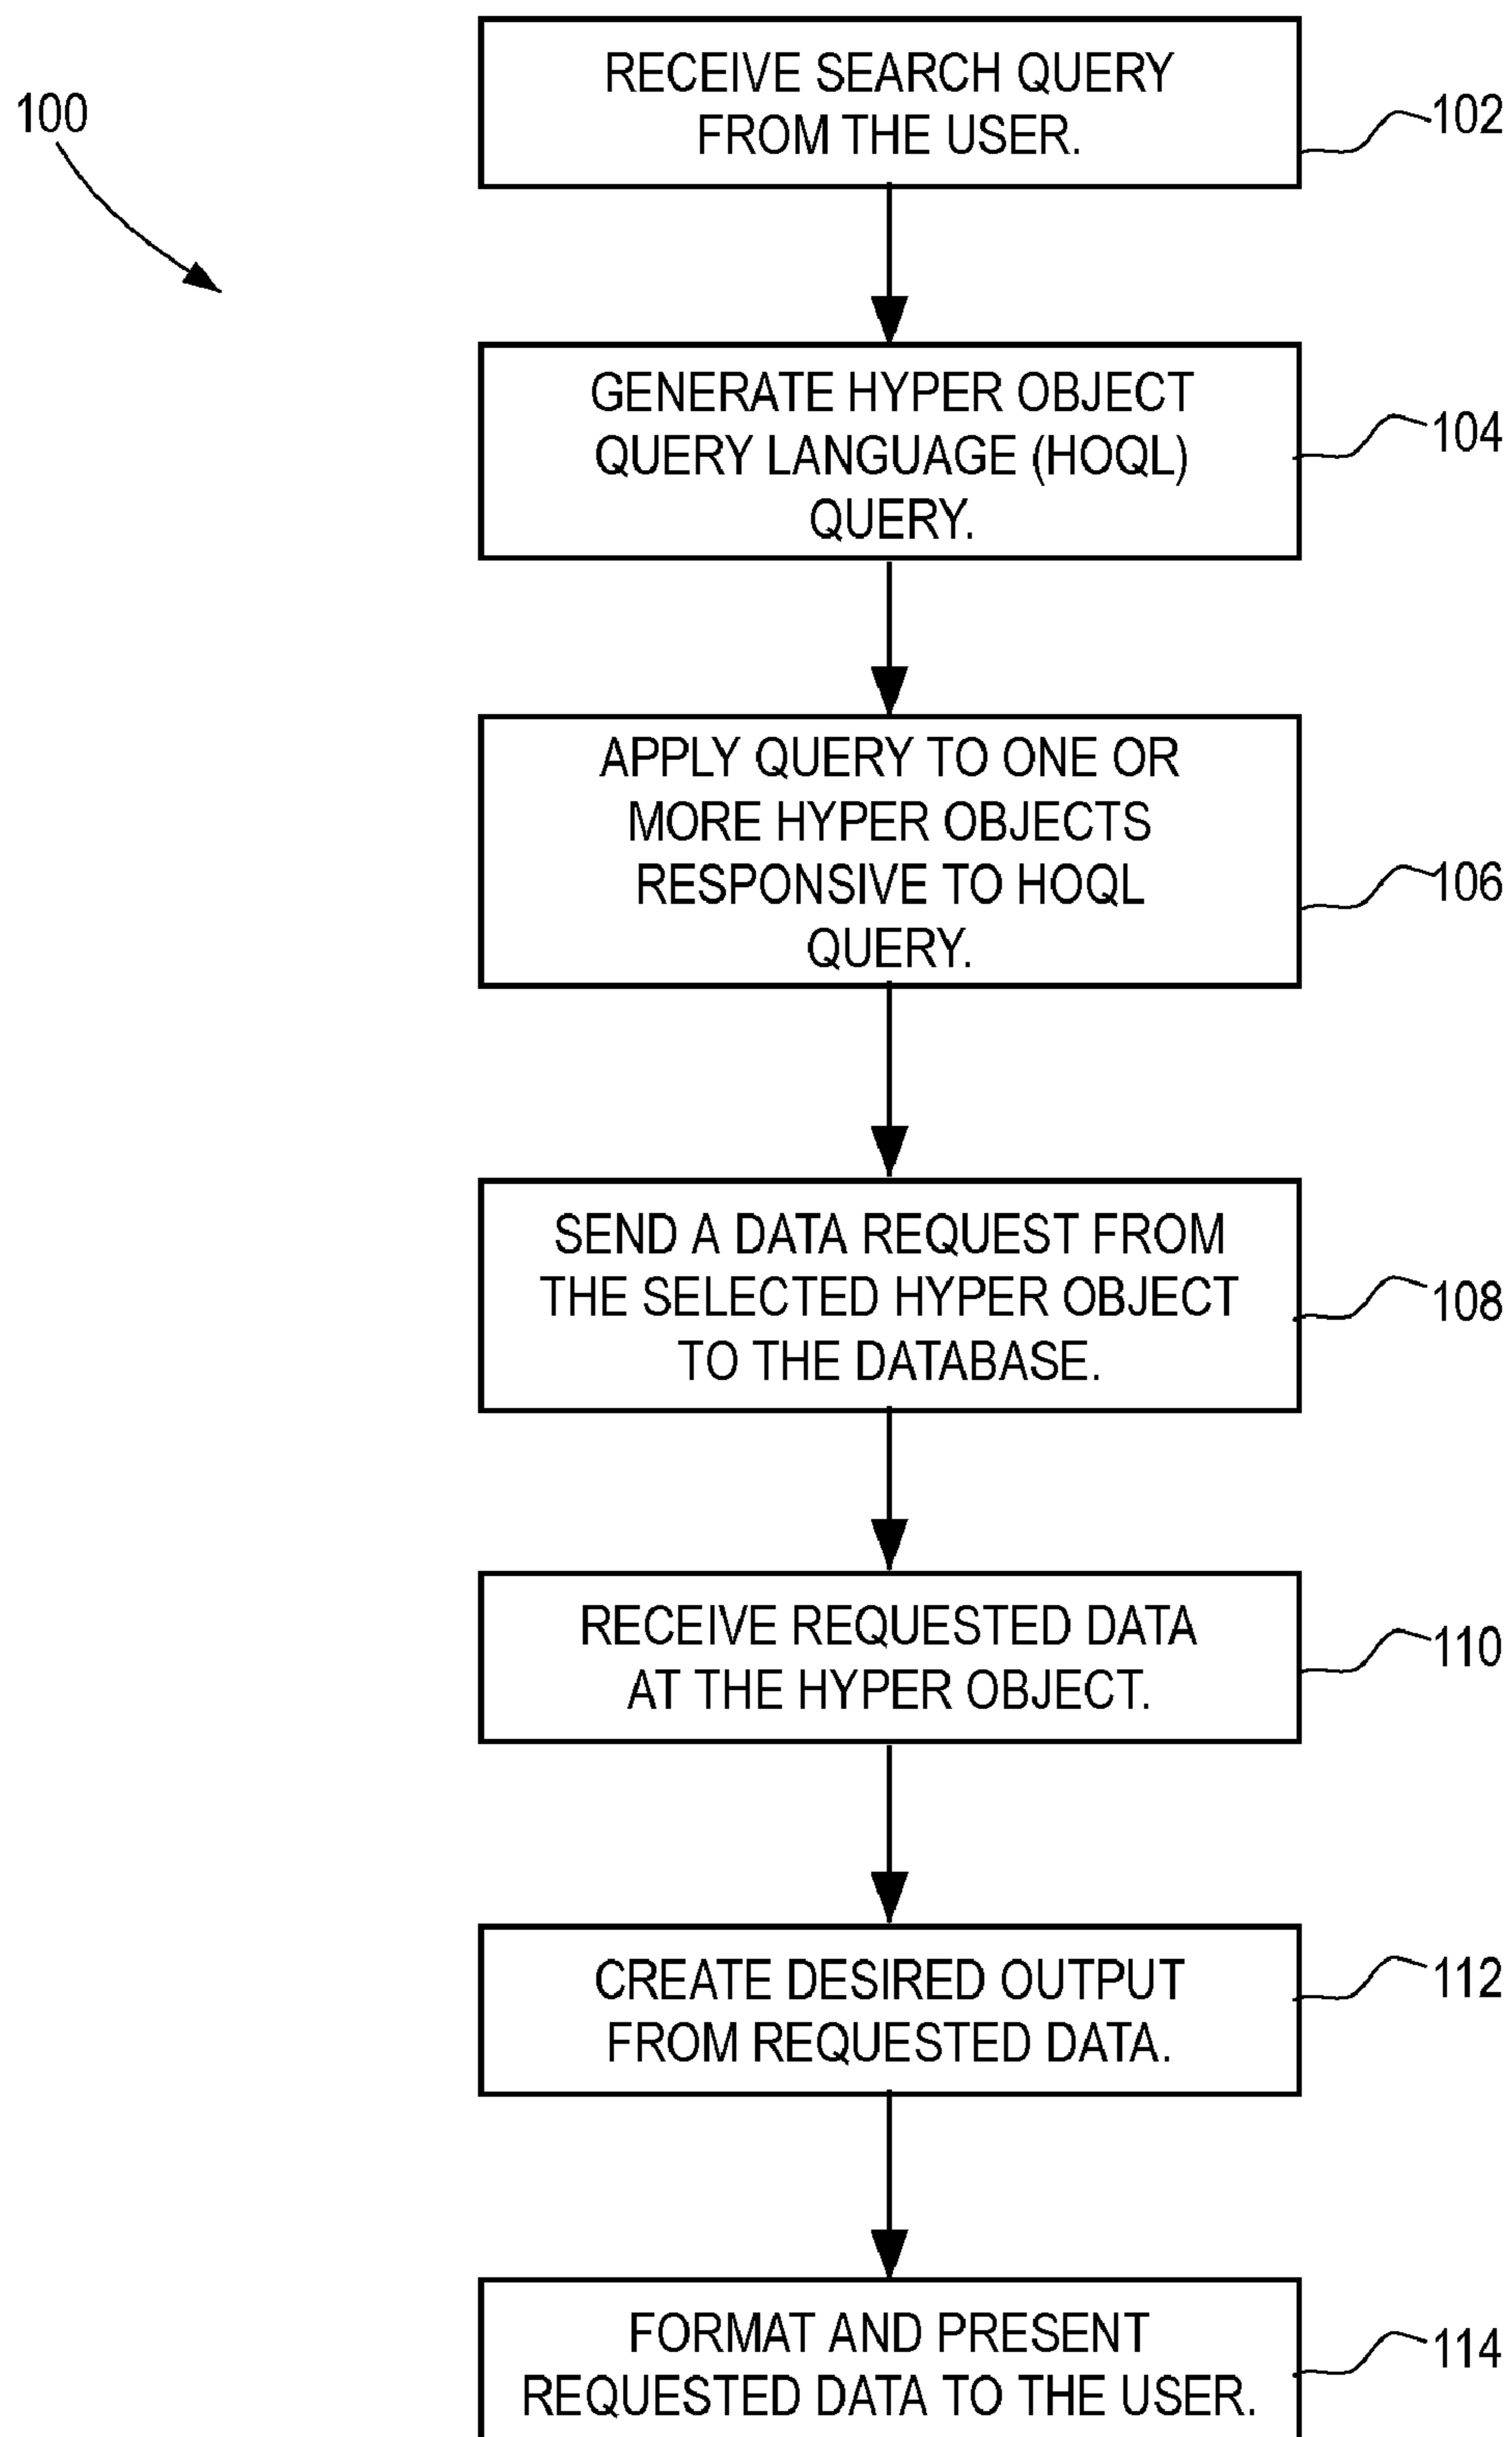 100
RECEIVE SEARCH QUERY
FROM THE USER.
102
GENERATE HYPER OBJECT
QUERY LANGUAGE (HOQL)
QUERY.
104
APPLY QUERY TO ONE OR
MORE HYPER OBJECTS
RESPONSIVE TO HOQL
QUERY.
106
SEND A DATA REQUEST FROM
THE SELECTED HYPER OBJECT
TO THE DATABASE.
108
RECEIVE REQUESTED DATA
AT THE HYPER OBJECT.
110
CREATE DESIRED OUTPUT
FROM REQUESTED DATA.
112
FORMAT AND PRESENT
REQUESTED DATA TO THE USER.
114